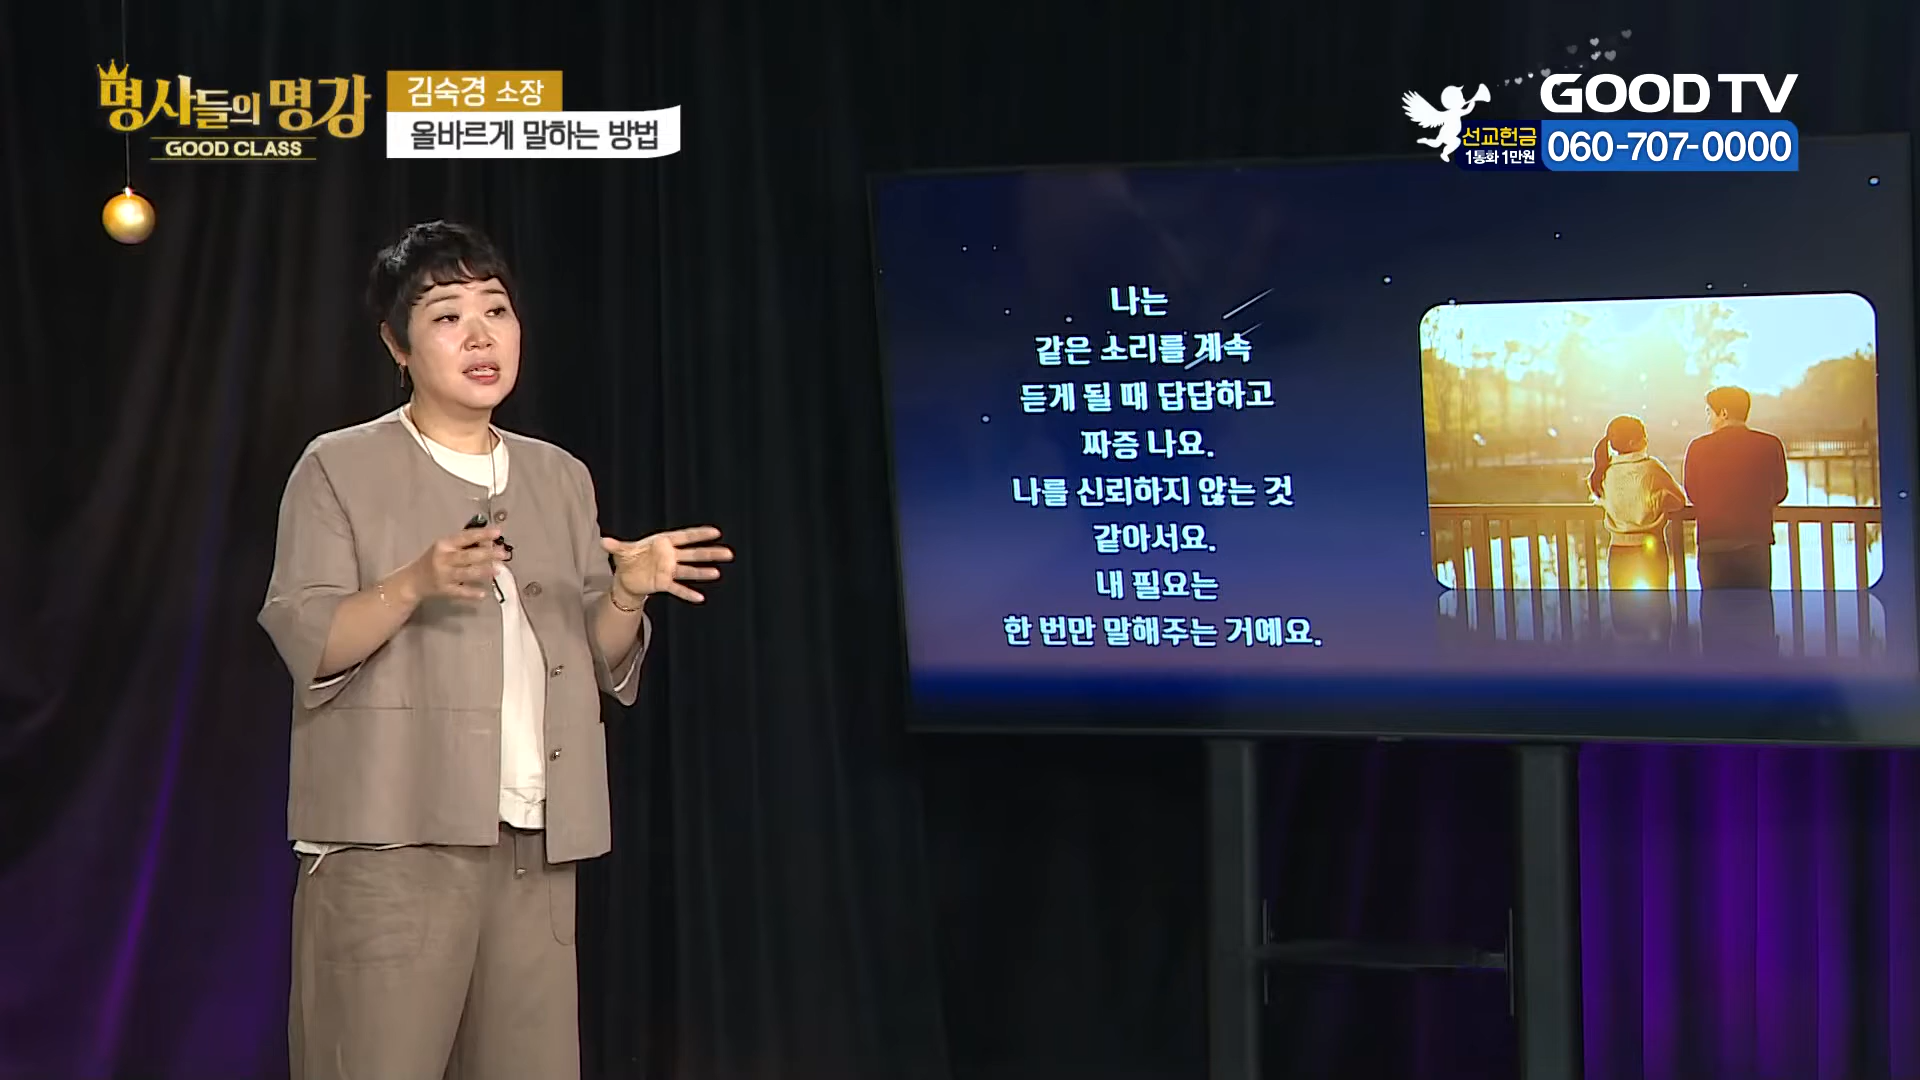 명사들의 명강
GOOD CLASS
김숙경 소장
올바르게 말하는 방법
GOOD TV
선교헌금
1통화 1만원
060-707-0000
나는
같은 소리를 계속
듣게 될 때 답답하고
짜증 나요.
나를 신뢰하지 않는 것
같아서요.
내 필요는
한 번만 말해주는 거예요.